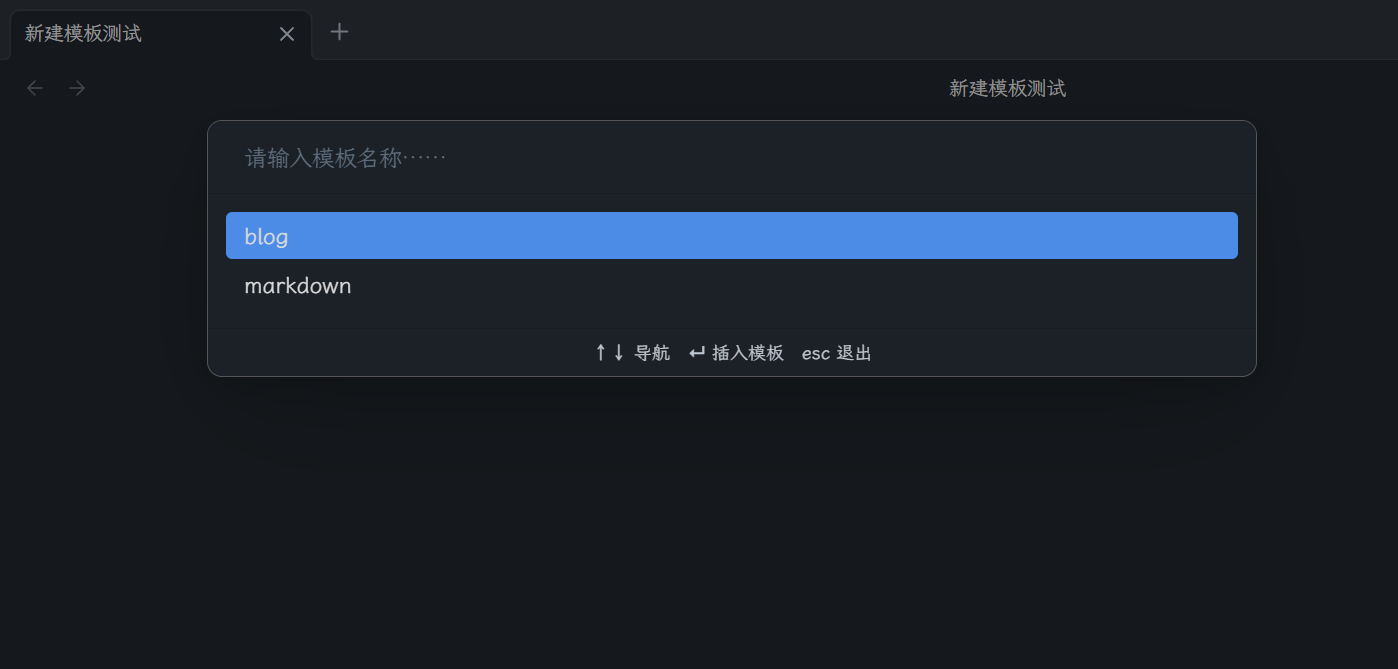 新建模板测试
新建模板测试
请输入模板名称……
blog
markdown
↑↓ 导航 ↵ 插入模板 esc 退出